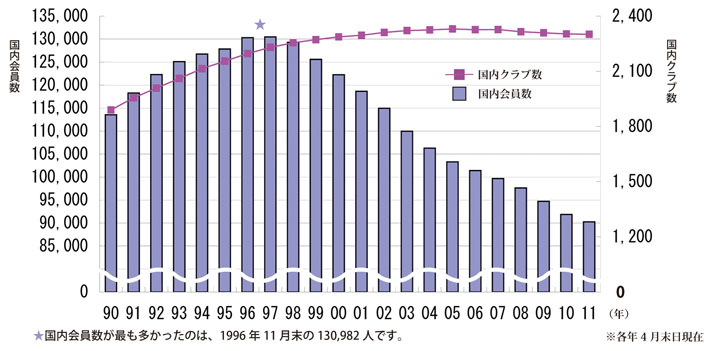 国内会員数
国内クラブ数
135,000
130,000
125,000
120,000
115,000
110,000
105,000
100,000
95,000
90,000
85,000
0
2,400
2,100
1,800
1,500
1,200
0
国内クラブ数
国内会員数
90 91 92 93 94 95 96 97 98 99 00 01 02 03 04 05 06 07 08 09 10 11 (年)
★国内会員数が最も多かったのは、1996年11月末の130,982人です。
※各年4月末日現在